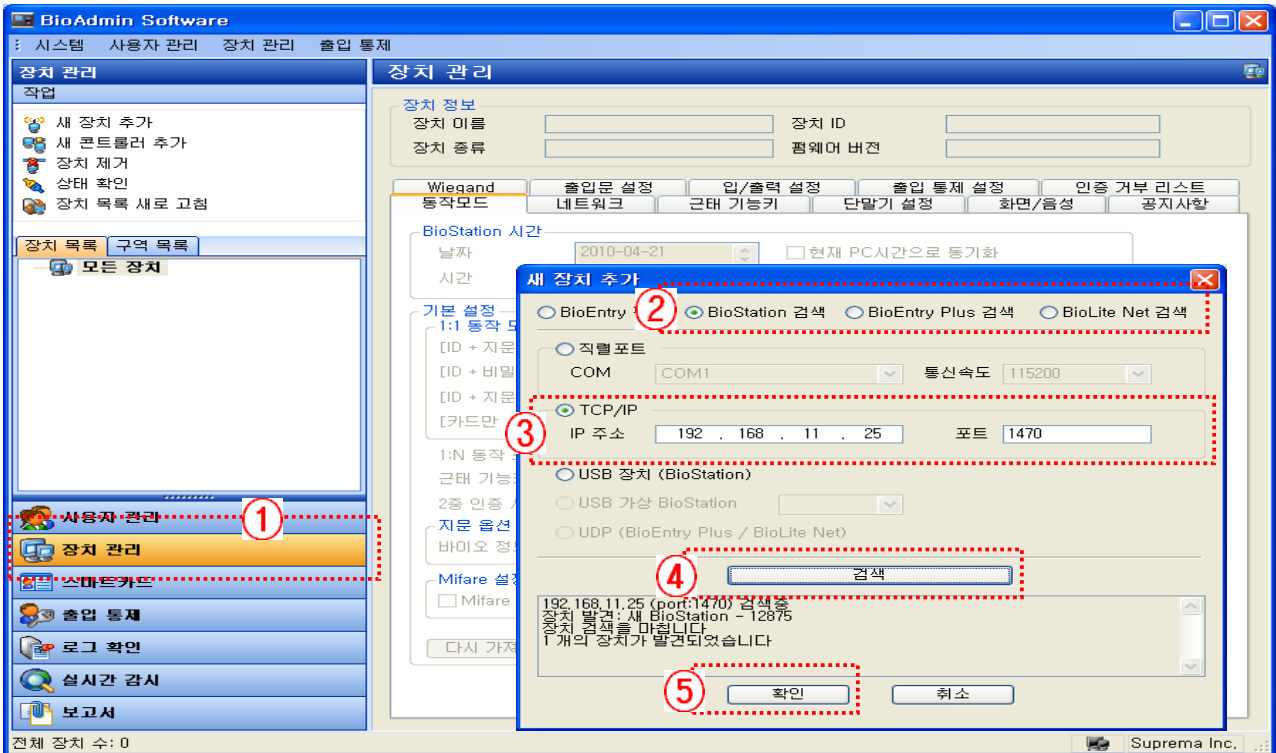 BioAdmin Software
시스템 사용자 관리 장치 관리 출입 통제
장치 관리
작업
새 장치 추가
새 콘트롤러 추가
장치 제거
상태 확인
장치 목록 새로 고침
장치 목록 구역 목록
모든 장치
사용자 관리
①
장치 관리
스마트카드
출입 통제
로그 확인
실시간 감시
보고서
장치 관리
장치 정보
장치 이름 장치 ID
장치 종류 펌웨어 버전
Wiegand 출입문 설정 입/출력 설정 출입 통제 설정 인증 거부 리스트
동작모드 네트워크 근태 기능키 단말기 설정 화면/음성 공지사항
BioStation 시간
날짜 2010-04-21 현재 PC시간으로 동기화
시간
기본 설정
1:1 동작
[ID + 지문
[ID + 비밀
[ID + 지문
[카드만
1:N 동작
근태 기능
2중 인증
지문 옵션
바이오 정
Mifare 설정
Mifare
다시 가져
새 장치 추가
②
BioEntry BioStation 검색 BioEntry Plus 검색 BioLite Net 검색
직렬포트
COM COM1 통신속도 115200
③
TCP/IP
IP 주소 192 . 168 . 11 . 25 포트 1470
USB 장치 (BioStation)
USB 가상 BioStation
UDP (BioEntry Plus / BioLite Net)
④ 검색
192.168.11.25 (port:1470) 검색중
장치 발견: 새 BioStation - 12875
장치 검색을 마칩니다
1 개의 장치가 발견되었습니다
⑤ 확인 취소
전체 장치 수: 0 Suprema Inc.